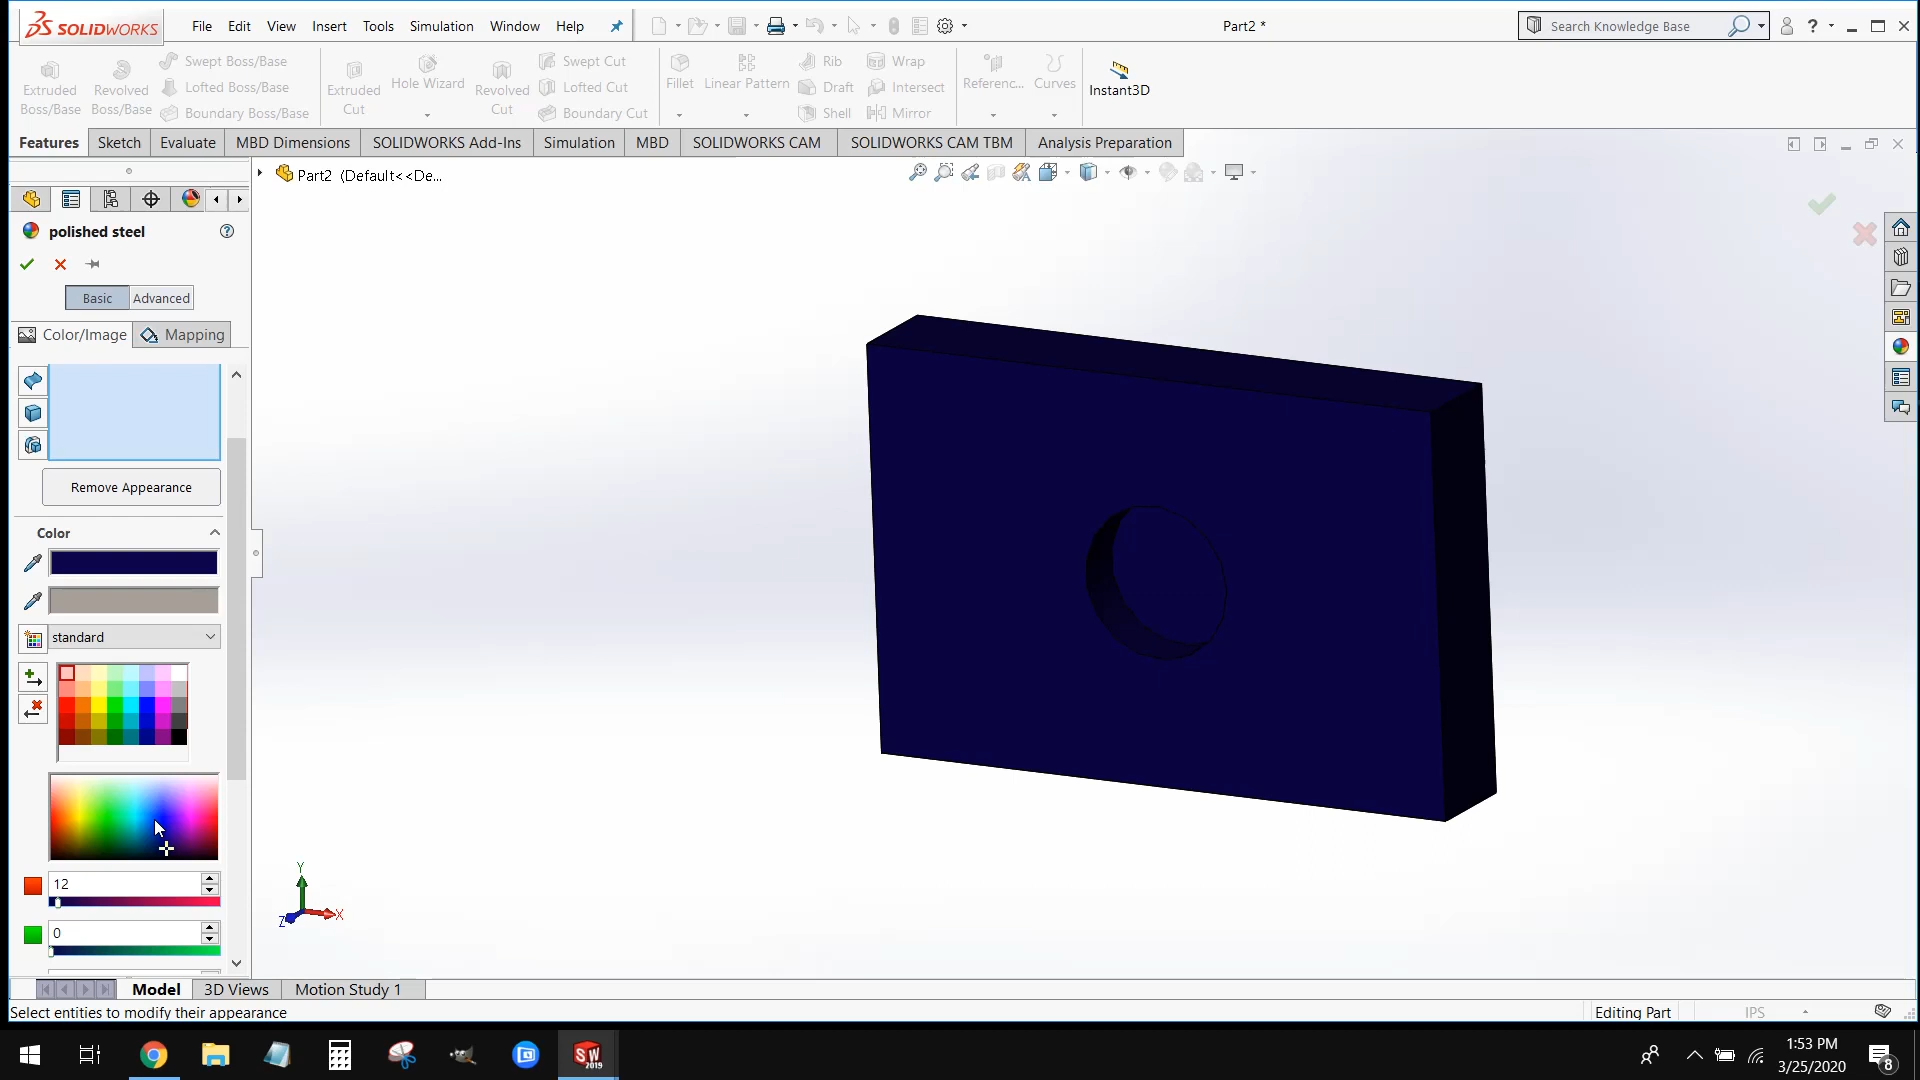 SOLIDWORKS File Edit View Insert Tools Simulation Window Help Part2 * Search Knowledge Base ?
Extruded Boss/Base Revolved Boss/Base Swept Boss/Base Lofted Boss/Base Boundary Boss/Base
Extruded Cut Hole Wizard Revolved Cut Swept Cut Lofted Cut Boundary Cut
Fillet Linear Pattern Rib Draft Shell Wrap Intersect Mirror Referenc... Curves Instant3D
Features Sketch Evaluate MBD Dimensions SOLIDWORKS Add-Ins Simulation MBD SOLIDWORKS CAM SOLIDWORKS CAM TBM Analysis Preparation
Part2 (Default<<De...
polished steel
Basic Advanced
Color/Image Mapping
Remove Appearance
Color
standard
12
0
Y
Z X
Model 3D Views Motion Study 1
Select entities to modify their appearance Editing Part IPS
SW 2019
1:53 PM
3/25/2020 8